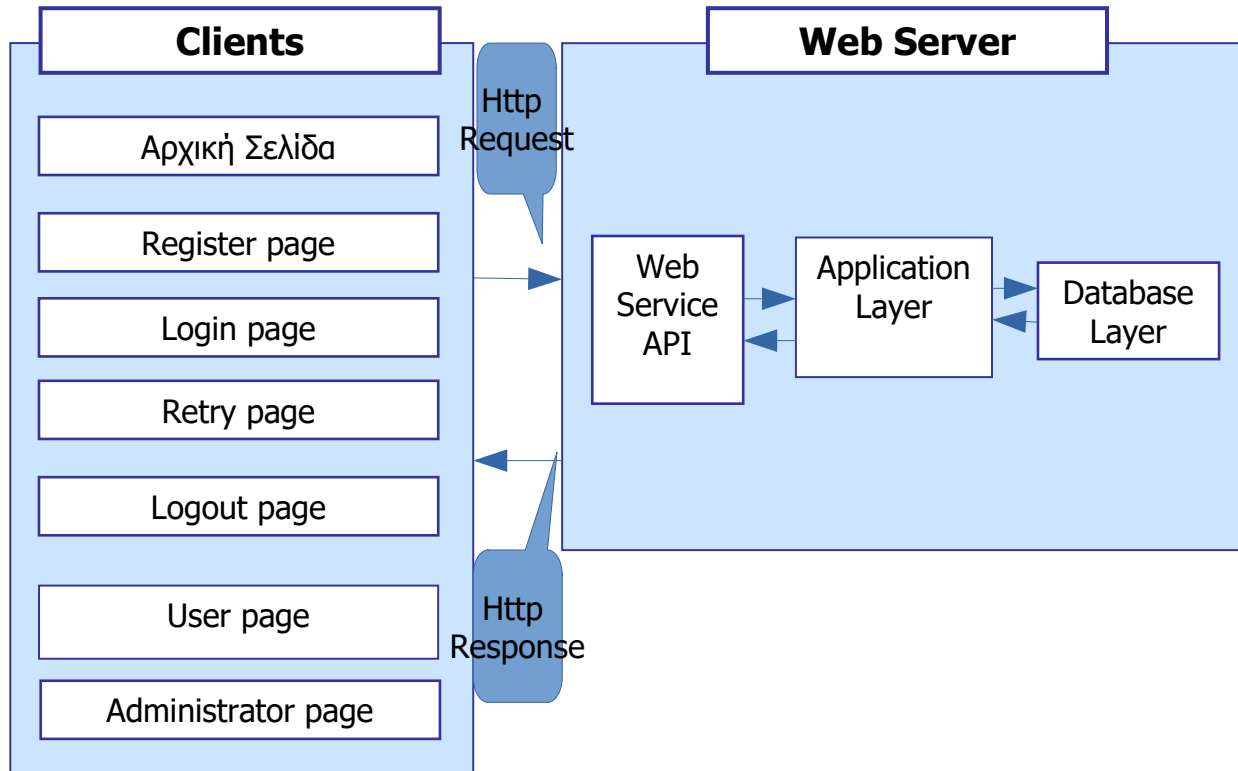 Clients
Αρχική Σελίδα
Register page
Login page
Retry page
Logout page
User page
Administrator page
Http
Request
Http
Response
Web Server
Web
Service
API
Application
Layer
Database
Layer